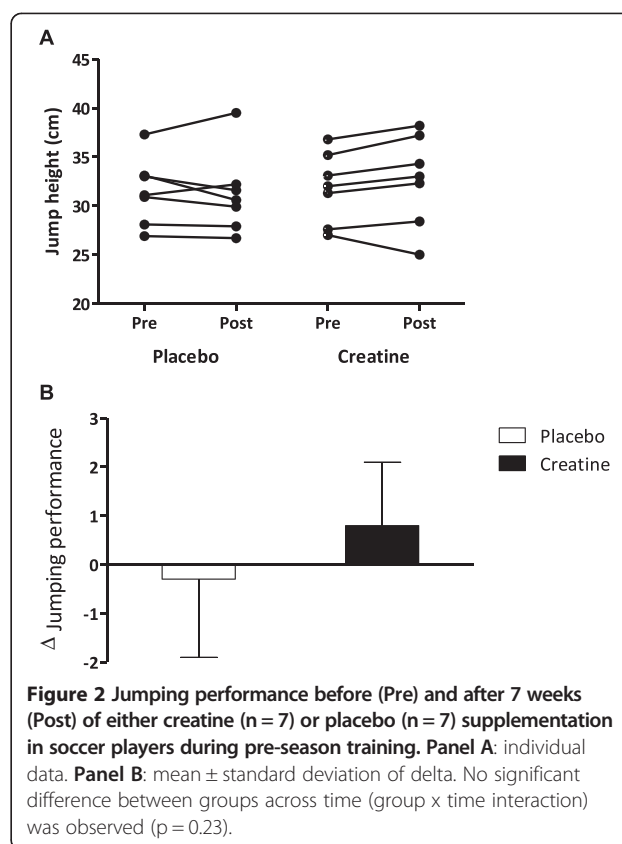 A
45
40
35
30
25
20
Jump height (cm)
Pre Post Pre Post
Placebo Creatine
B
3
2
1
0
-1
-2
Δ Jumping performance
Placebo
Creatine
Figure 2 Jumping performance before (Pre) and after 7 weeks
(Post) of either creatine (n = 7) or placebo (n = 7) supplementation
in soccer players during pre-season training. Panel A: individual
data. Panel B: mean ± standard deviation of delta. No significant
difference between groups across time (group x time interaction)
was observed (p = 0.23).